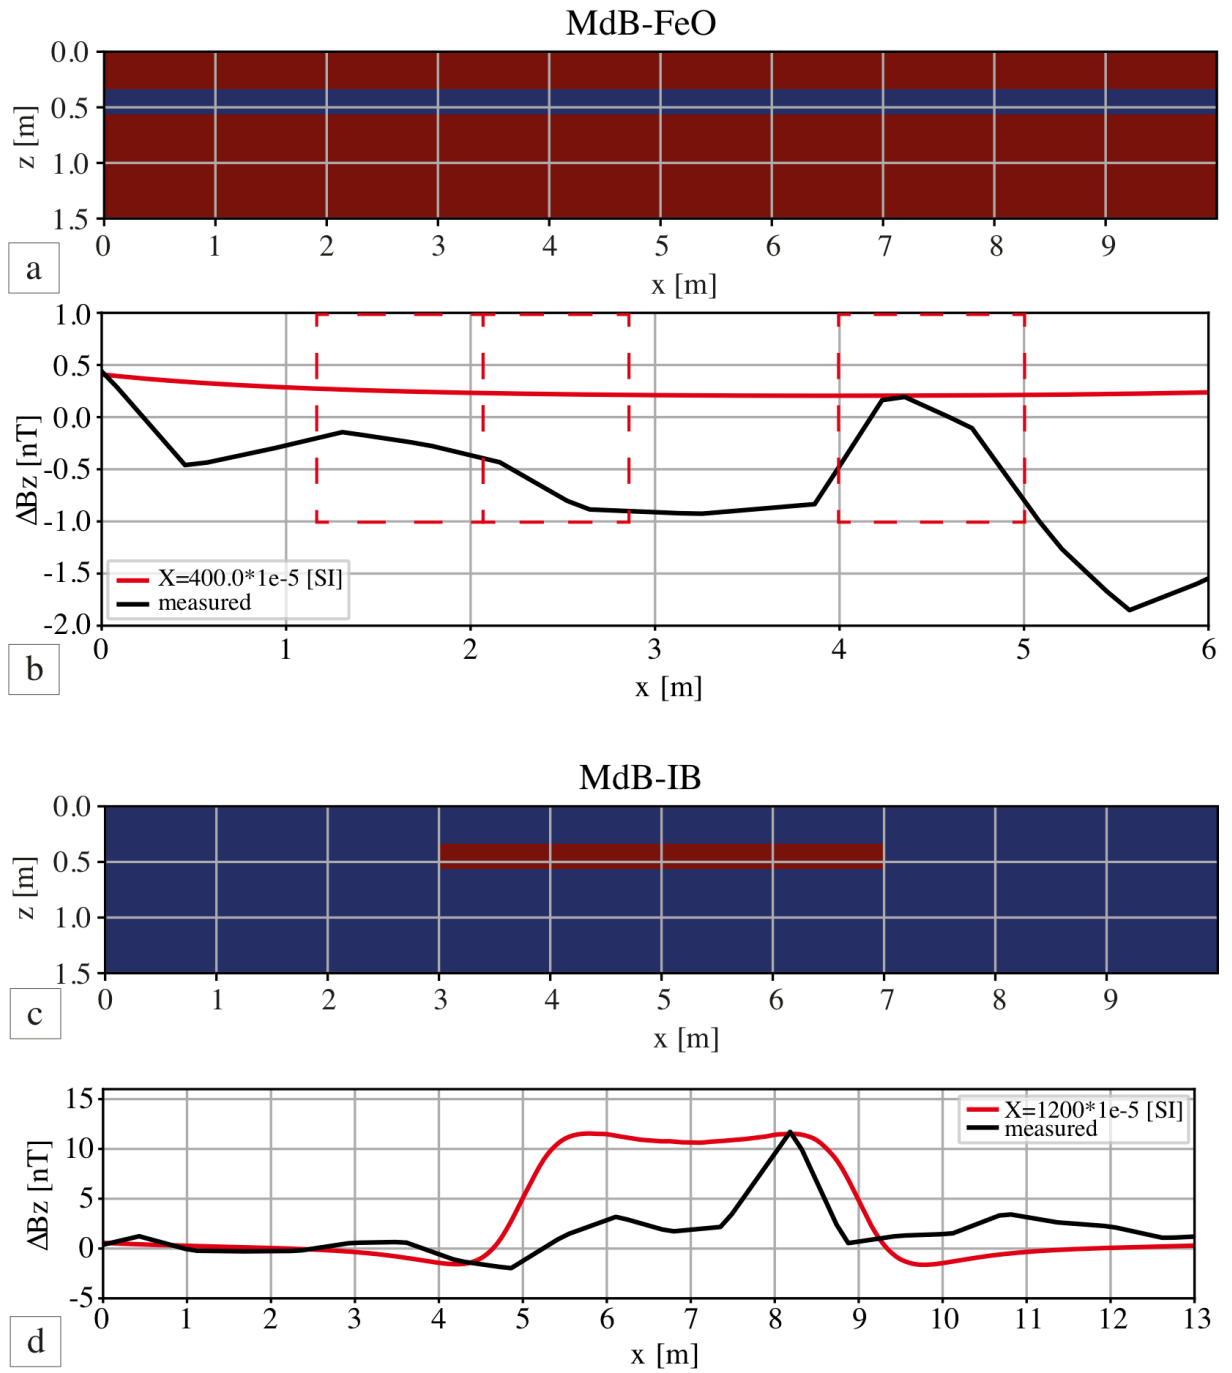 MdB-FeO
0.0
0.5
1.0
1.5
z [m]
0 1 2 3 4 5 6 7 8 9
x [m]
a
1.0
0.5
0.0
-0.5
-1.0
-1.5
-2.0
ΔBz [nT]
X=400.0*1e-5 [SI]
measured
0 1 2 3 4 5 6
x [m]
b
MdB-IB
0.0
0.5
1.0
1.5
z [m]
0 1 2 3 4 5 6 7 8 9
x [m]
c
15
10
5
0
-5
ΔBz [nT]
X=1200*1e-5 [SI]
measured
0 1 2 3 4 5 6 7 8 9 10 11 12 13
x [m]
d